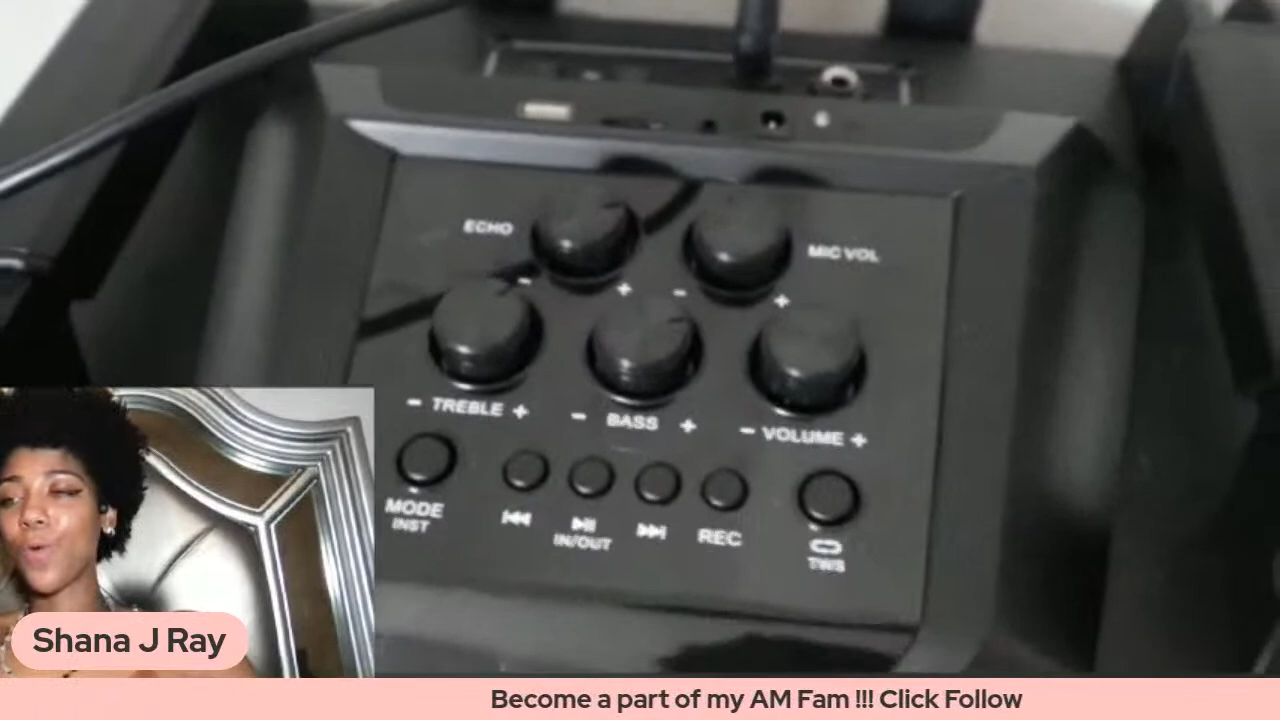 ECHO
MIC VOL
- +
- +
- TREBLE +
- BASS +
- VOLUME +
MODE
INST
IN/OUT
REC
TWS
Shana J Ray
Become a part of my AM Fam !!! Click Follow